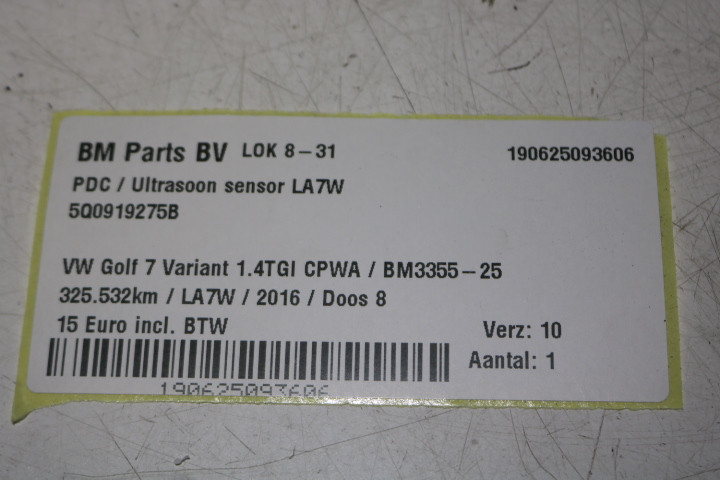 BM Parts BV LOK 8-31 190625093606
PDC / Ultrasoon sensor LA7W
5Q0919275B
VW Golf 7 Variant 1.4TGI CPWA / BM3355-25
325.532km / LA7W / 2016 / Doos 8
15 Euro incl. BTW Verz: 10
Aantal: 1
190625093606